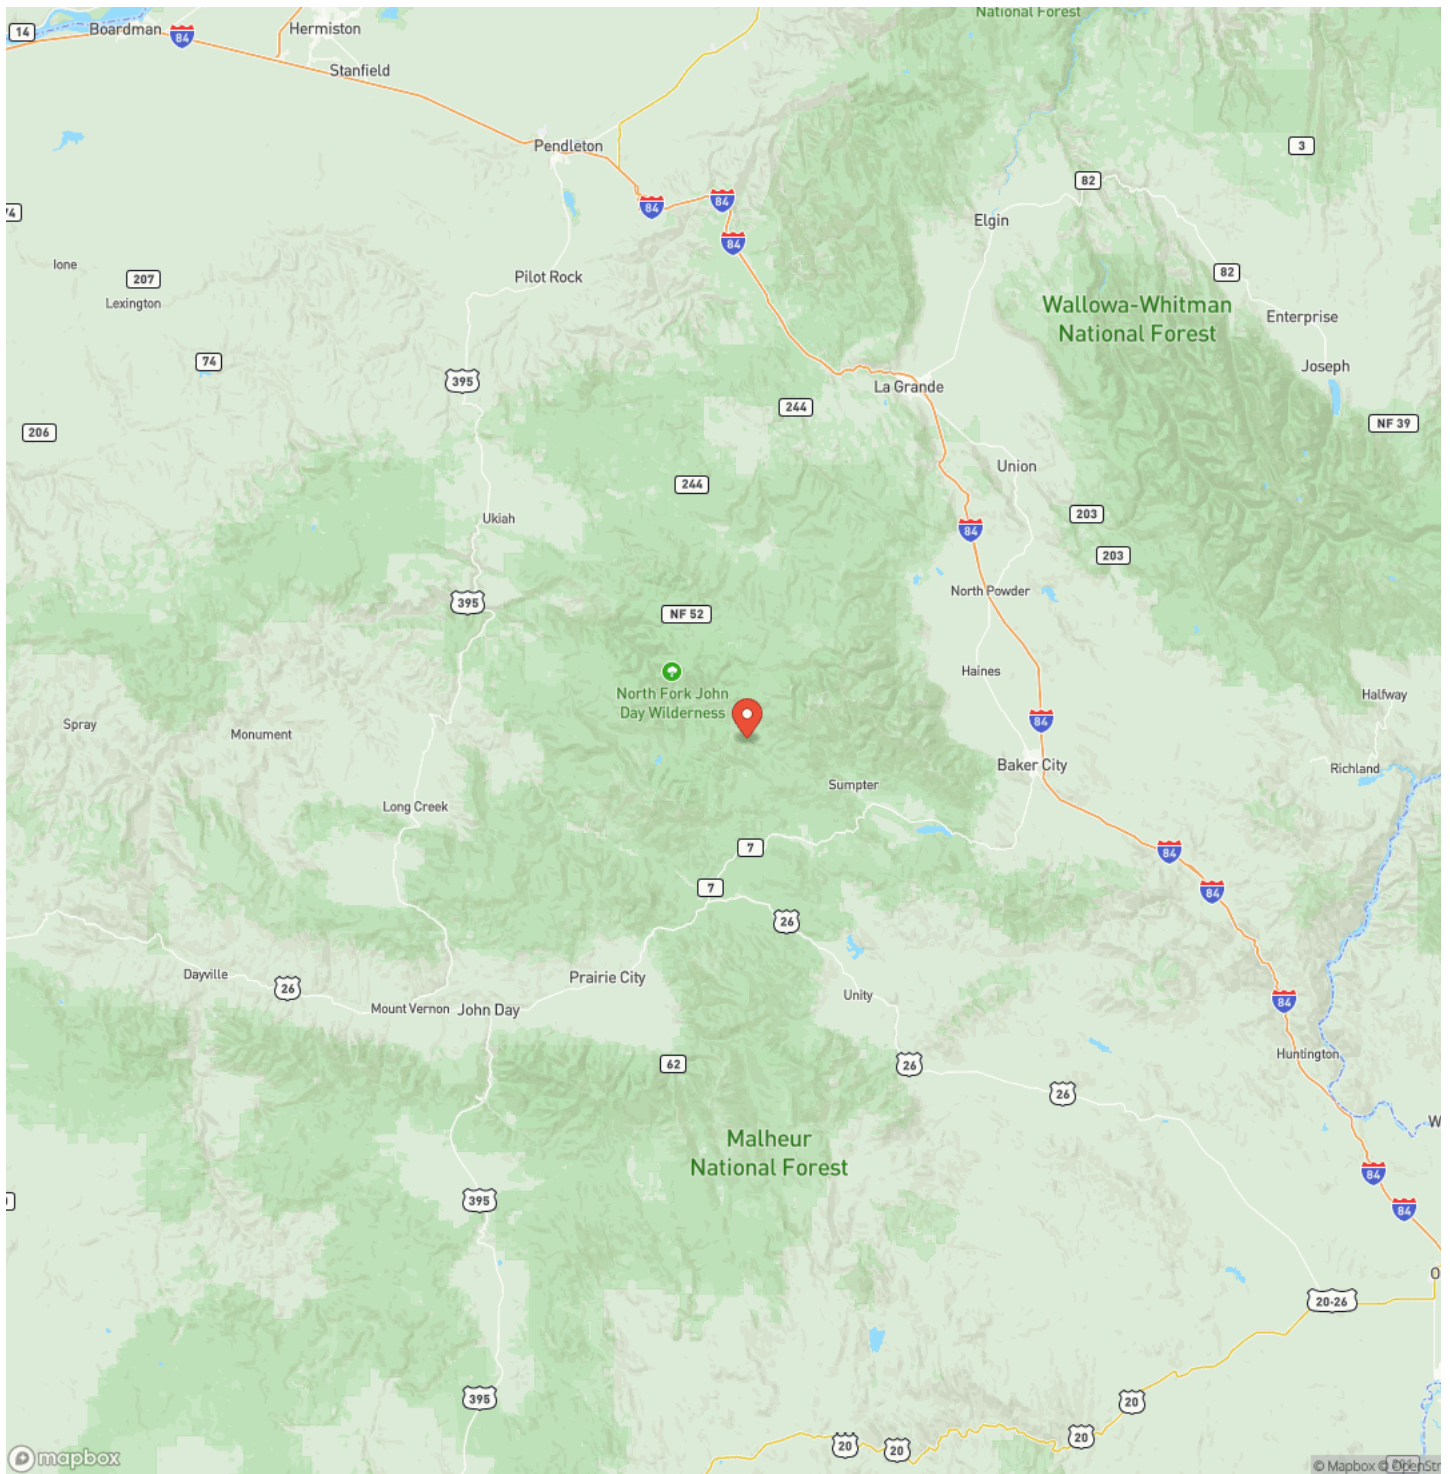 National Forest
14
Boardman
84
Hermiston
Stanfield
Pendleton
3
82
84
84
74
Elgin
84
Ione
207
Pilot Rock
82
Lexington
Wallowa-Whitman
National Forest
Enterprise
74
Joseph
395
La Grande
244
NF 39
206
Union
244
203
Ukiah
84
203
North Powder
395
NF 52
Haines
North Fork John
Day Wilderness
Halfway
Spray
Monument
84
Baker City
Richland
Sumpter
Long Creek
7
84
7
84
26
Dayville
Prairie City
26
Unity
84
Mount Vernon
John Day
Huntington
62
26
26
W
Malheur
National Forest
84
395
84
O
20-26
395
20
20
20
20
mapbox
201
© Mapbox © OpenStr